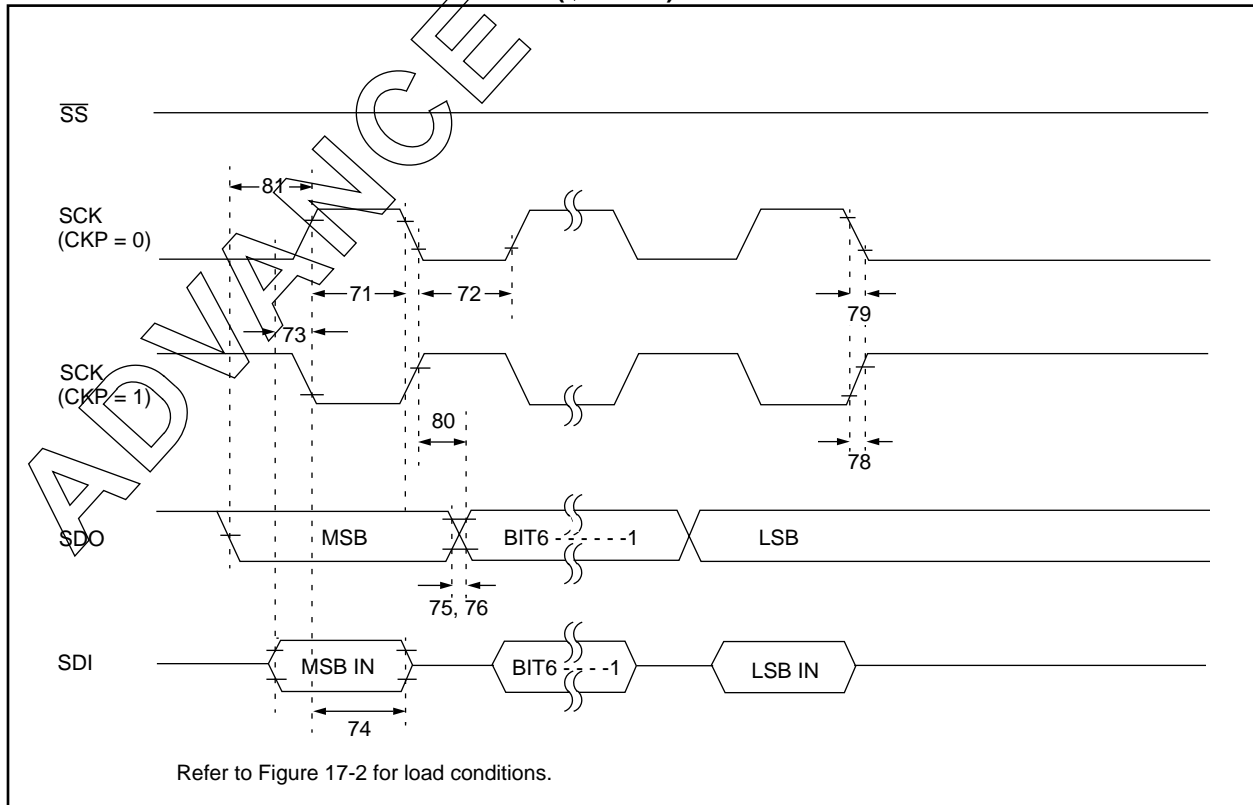 ADVANCE
SS
81
SCK
(CKP = 0)
71
72
79
73
SCK
(CKP = 1)
80
78
SDO
MSB
BIT6 - - - - - -1
LSB
75, 76
SDI
MSB IN
BIT6 - - - - -1
LSB IN
74
Refer to Figure 17-2 for load conditions.